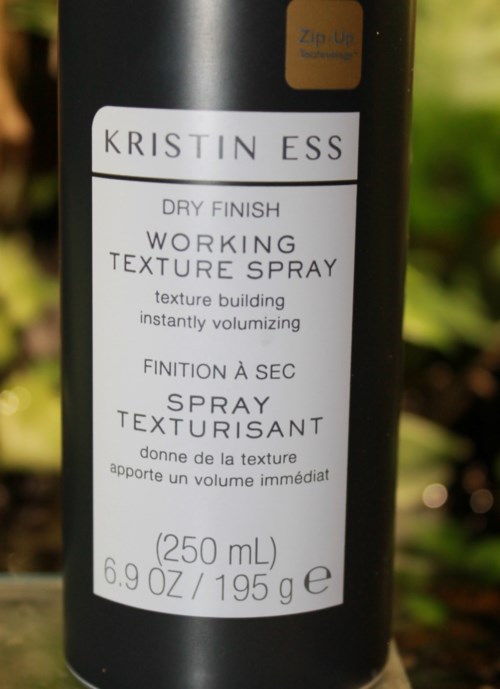 Zip-Up
Technology
KRISTIN ESS
DRY FINISH
WORKING
TEXTURE SPRAY
texture building
instantly volumizing
FINITION À SEC
SPRAY
TEXTURISANT
donne de la texture
apporte un volume immédiat
(250 mL)
6.9 OZ / 195 g e